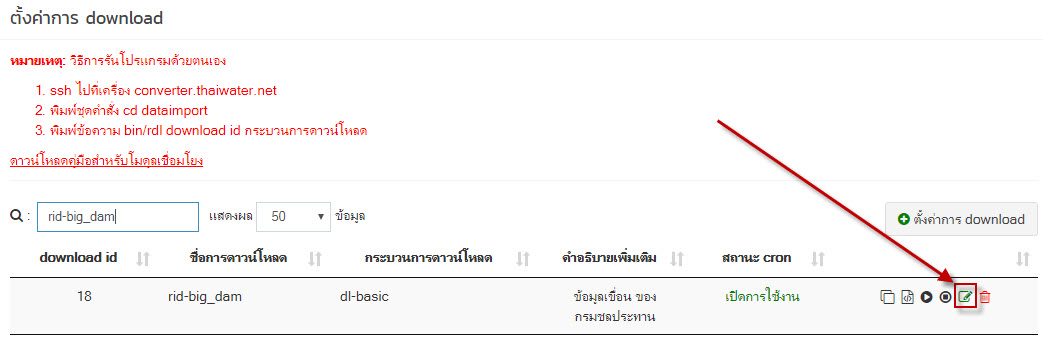 ตั้งค่าการ download
หมายเหตุ: วิธีการรันโปรแกรมด้วยตนเอง
1. ssh ไปที่เครื่อง converter.thaiwater.net
2. พิมพ์ชุดคำสั่ง cd dataimport
3. พิมพ์ข้อความ bin/rdl download id กระบวนการดาวน์โหลด
ดาวน์โหลดคู่มือสำหรับโมดูลเชื่อมโยง
: rid-big_dam แสดงผล 50 ข้อมูล ตั้งค่าการ download
download id ชื่อการดาวน์โหลด กระบวนการดาวน์โหลด คำอธิบายเพิ่มเติม สถานะ cron
18 rid-big_dam dl-basic ข้อมูลเขื่อน ของ เปิดการใช้งาน
กรมชลประทาน